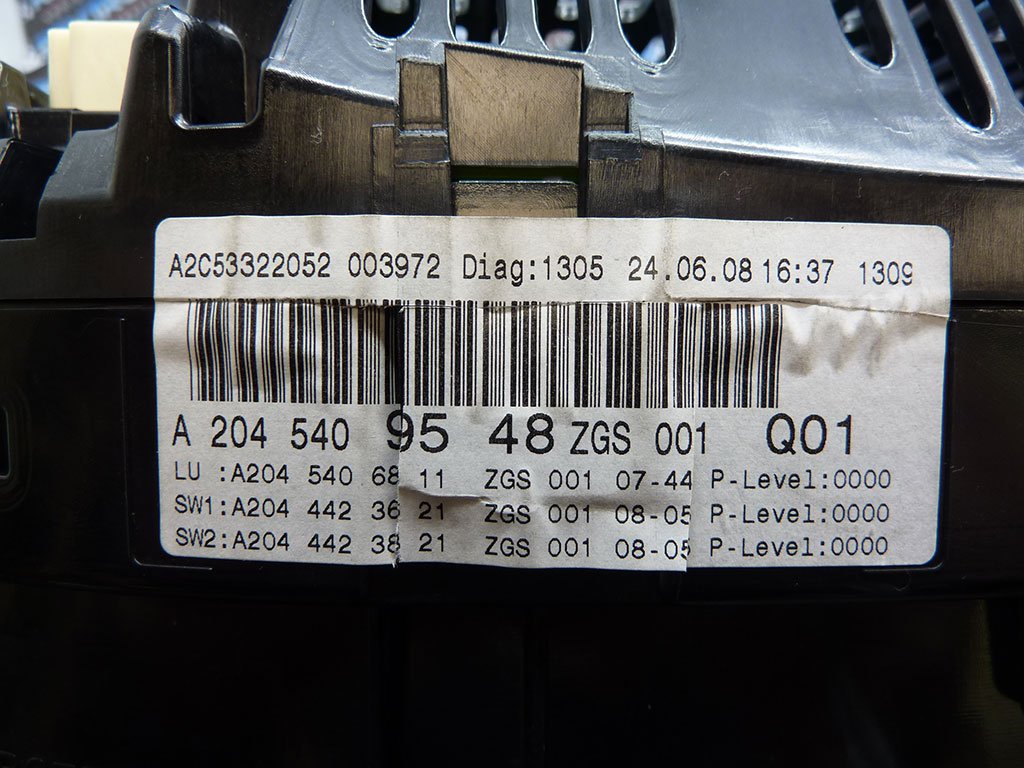 A2C53322052 003972 Diag:1305 24.06.08 16:37 1309
A 204 540 95 48 ZGS 001 Q01
LU :A204 540 68 11 ZGS 001 07-44 P-Level:0000
SW1:A204 442 36 21 ZGS 001 08-05 P-Level:0000
SW2:A204 442 38 21 ZGS 001 08-05 P-Level:0000